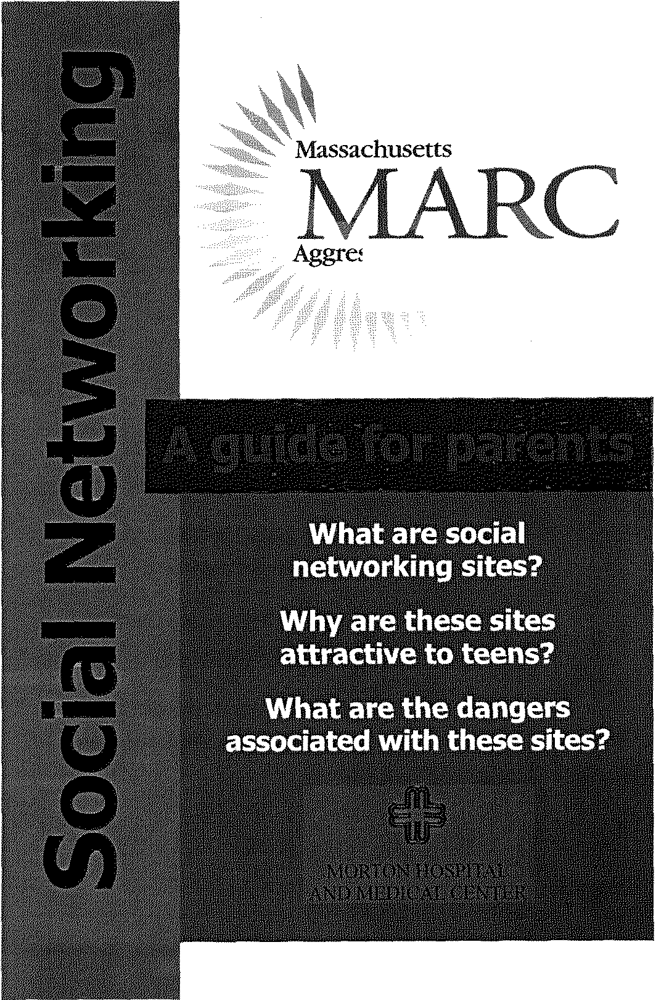 Social Networking
Massachusetts
MARC
Aggres
A guide for parents
What are social
networking sites?
Why are these sites
attractive to teens?
What are the dangers
associated with these sites?
MORTON HOSPITAL
AND MEDICAL CENTER